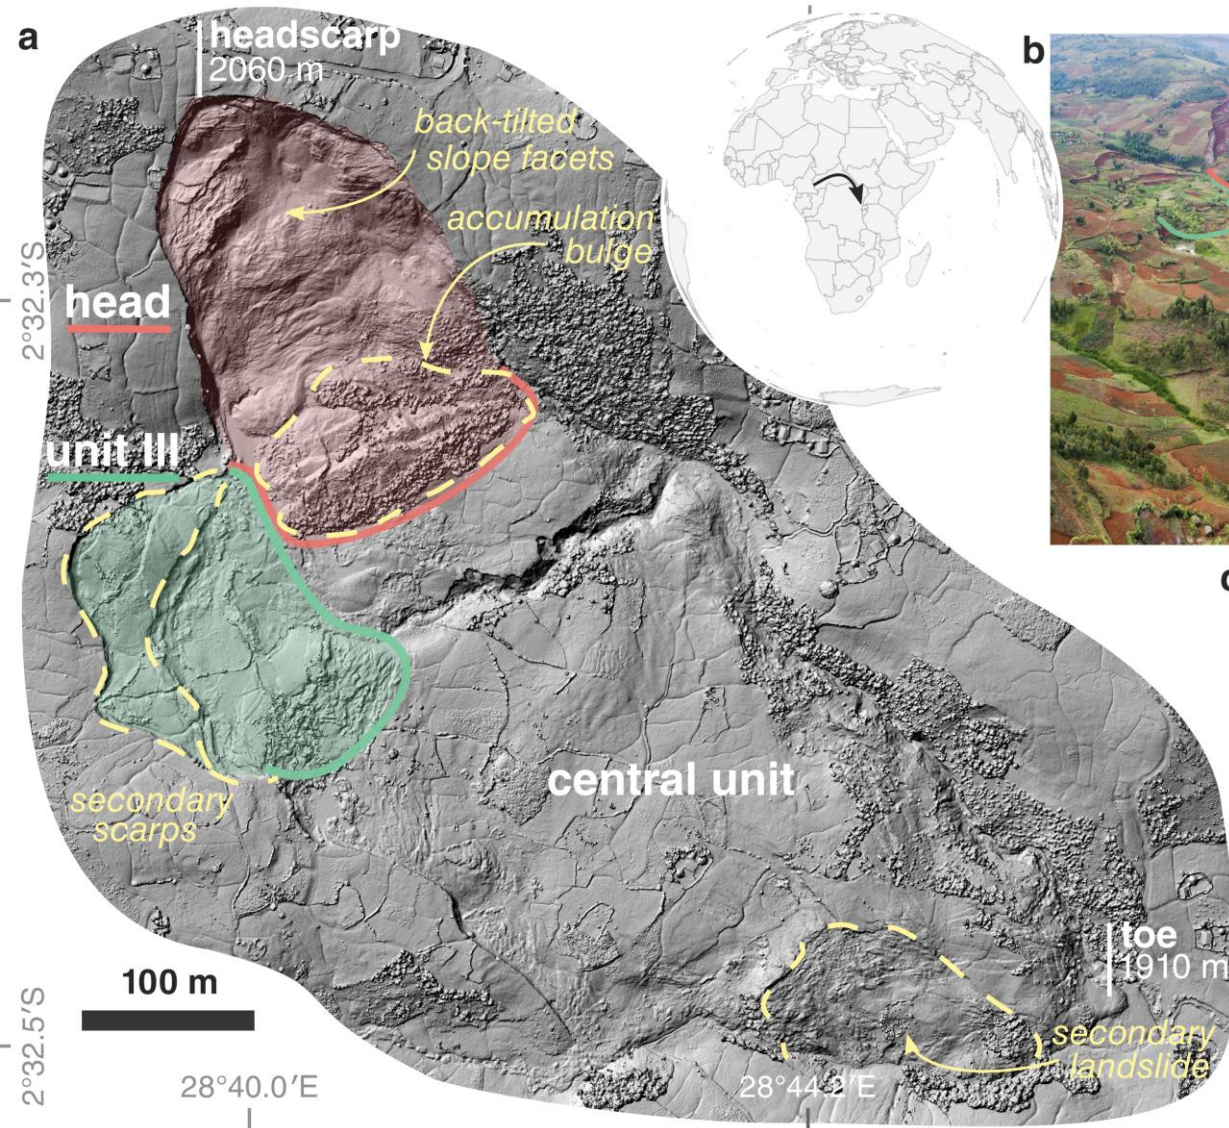 a
headscarp
2060 m
b
back-tilted
slope facets
accumulation
bulge
2°32.3′S
head
unit III
central unit
secondary
scarps
toe
1910 m
100 m
2°32.5′S
secondary
landslide
28°40.0′E
28°44.2′E